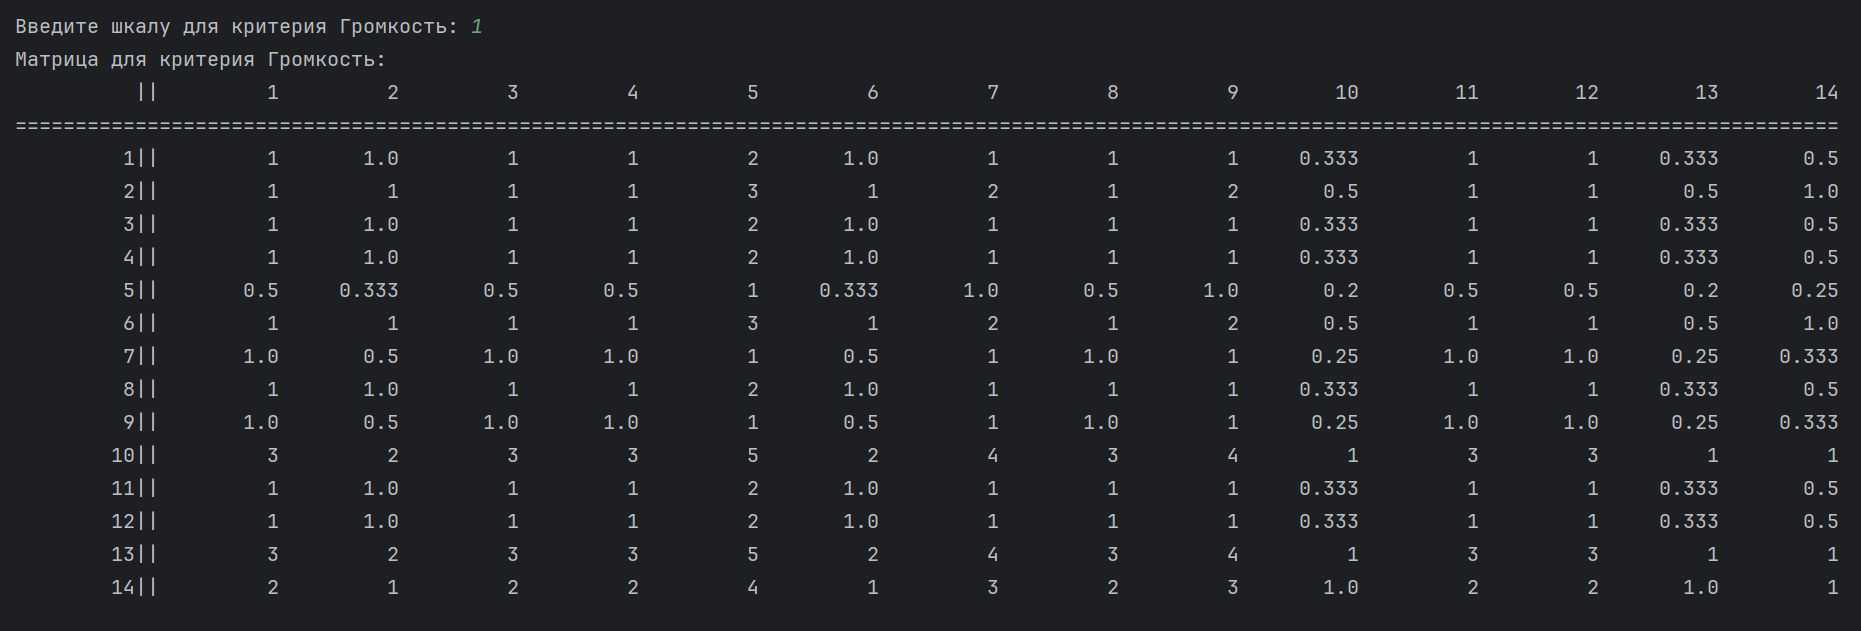 Введите шкалу для критерия Громкость: 1
Матрица для критерия Громкость:
|| 1 2 3 4 5 6 7 8 9 10 11 12 13 14
========================================================================================================================================================
1|| 1 1.0 1 1 2 1.0 1 1 1 0.333 1 1 0.333 0.5
2|| 1 1 1 1 3 1 2 1 2 0.5 1 1 0.5 1.0
3|| 1 1.0 1 1 2 1.0 1 1 1 0.333 1 1 0.333 0.5
4|| 1 1.0 1 1 2 1.0 1 1 1 0.333 1 1 0.333 0.5
5|| 0.5 0.333 0.5 0.5 1 0.333 1.0 0.5 1.0 0.2 0.5 0.5 0.2 0.25
6|| 1 1 1 1 3 1 2 1 2 0.5 1 1 0.5 1.0
7|| 1.0 0.5 1.0 1.0 1 0.5 1 1.0 1 0.25 1.0 1.0 0.25 0.333
8|| 1 1.0 1 1 2 1.0 1 1 1 0.333 1 1 0.333 0.5
9|| 1.0 0.5 1.0 1.0 1 0.5 1 1.0 1 0.25 1.0 1.0 0.25 0.333
10|| 3 2 3 3 5 2 4 3 4 1 3 3 1 1
11|| 1 1.0 1 1 2 1.0 1 1 1 0.333 1 1 0.333 0.5
12|| 1 1.0 1 1 2 1.0 1 1 1 0.333 1 1 0.333 0.5
13|| 3 2 3 3 5 2 4 3 4 1 3 3 1 1
14|| 2 1 2 2 4 1 3 2 3 1.0 2 2 1.0 1